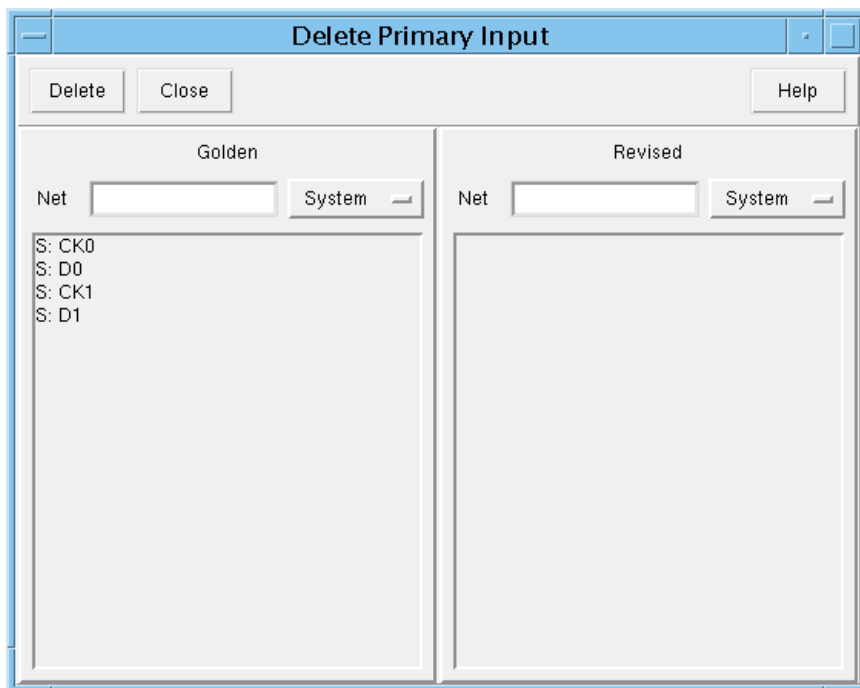 Delete Primary Input
Delete Close Help
Golden Revised
Net System Net System
S: CK0
S: D0
S: CK1
S: D1